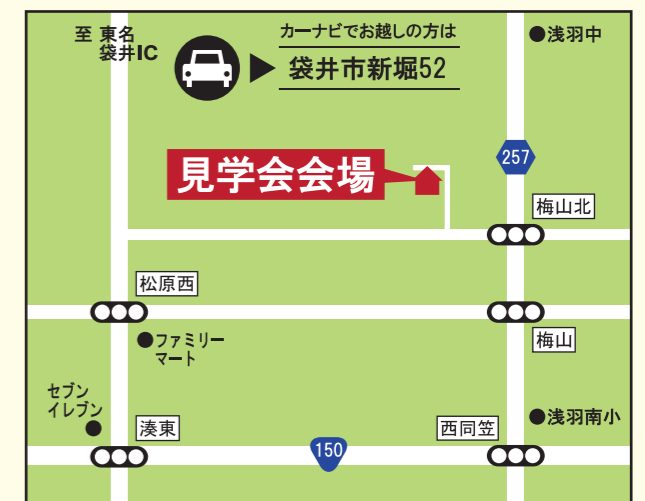 至 東名
袋井IC
カーナビでお越しの方は
袋井市新堀52
浅羽中
見学会会場
257
梅山北
松原西
ファミリー
マート
梅山
セブン
イレブン
湊東
西同笠
浅羽南小
150